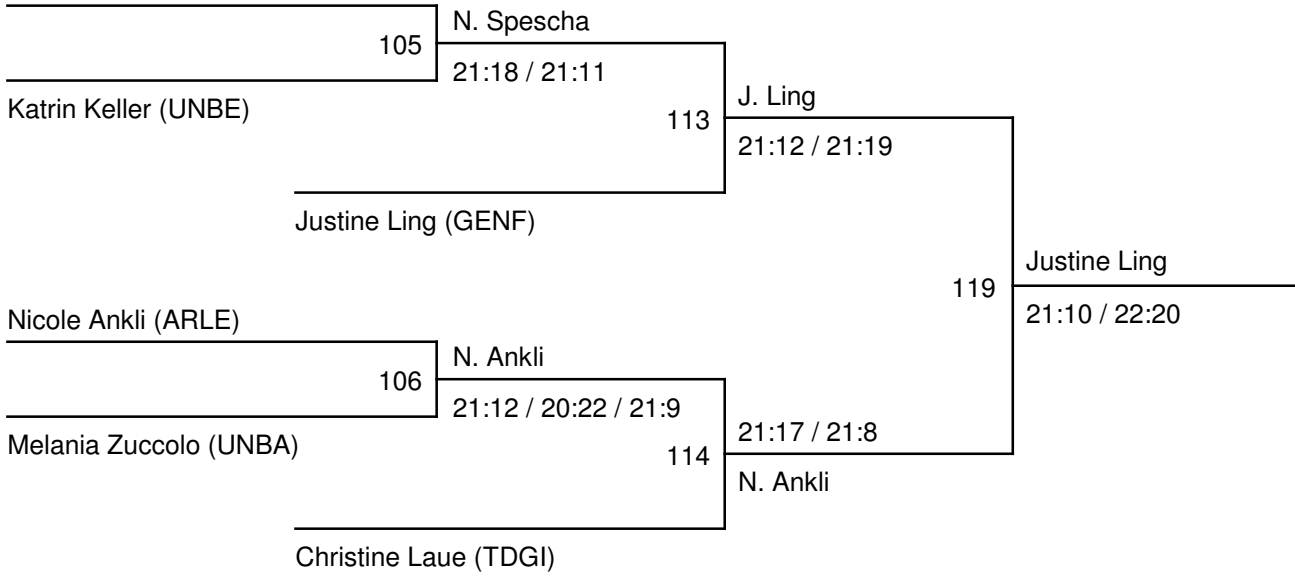 N. Spescha
105
21:18 / 21:11
Katrin Keller (UNBE)
J. Ling
113
21:12 / 21:19
Justine Ling (GENF)
Justine Ling
119
21:10 / 22:20
Nicole Ankli (ARLE)
N. Ankli
106
21:12 / 20:22 / 21:9
Melania Zuccolo (UNBA)
21:17 / 21:8
114
N. Ankli
Christine Laue (TDGI)